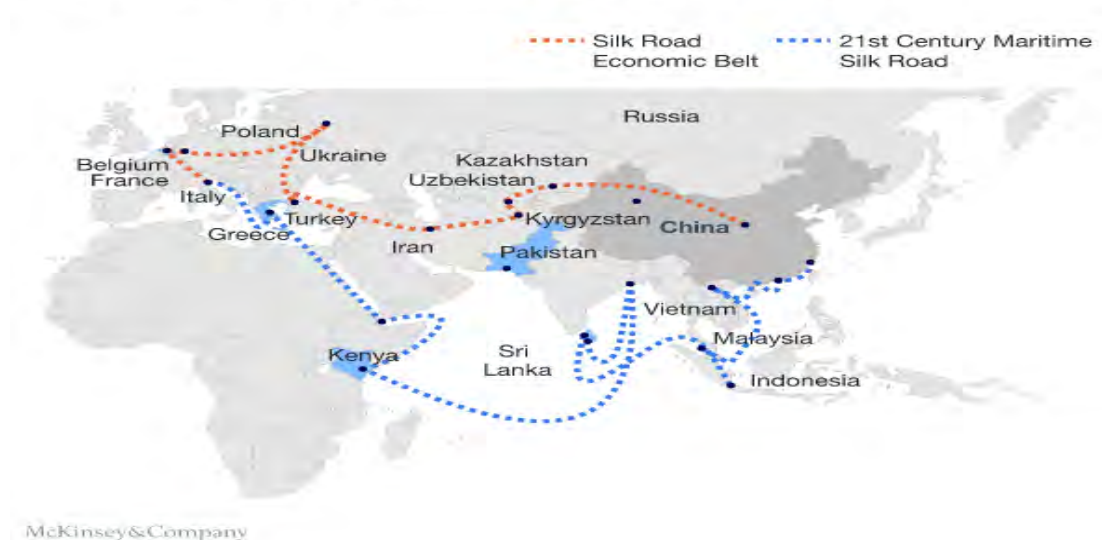 Silk Road
Economic Belt
21st Century Maritime
Silk Road
Russia
Poland
Ukraine
Kazakhstan
Belgium
Uzbekistan
France
Italy
Turkey
Kyrgyzstan
China
Greece
Iran
Pakistan
Vietnam
Malaysia
Kenya
Sri
Lanka
Indonesia
McKinsey&Company